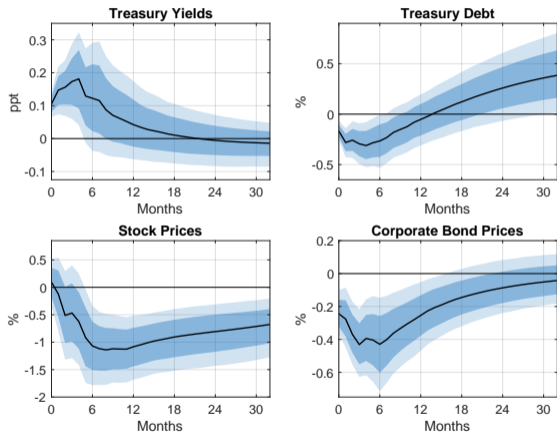 Treasury Yields
ppt
0.3
0.2
0.1
0
-0.1
0 6 12 18 24 30
Months
Treasury Debt
%
0.5
0
-0.5
0 6 12 18 24 30
Months
Stock Prices
%
0.5
0
-0.5
-1
-1.5
-2
0 6 12 18 24 30
Months
Corporate Bond Prices
%
0.2
0
-0.2
-0.4
-0.6
0 6 12 18 24 30
Months